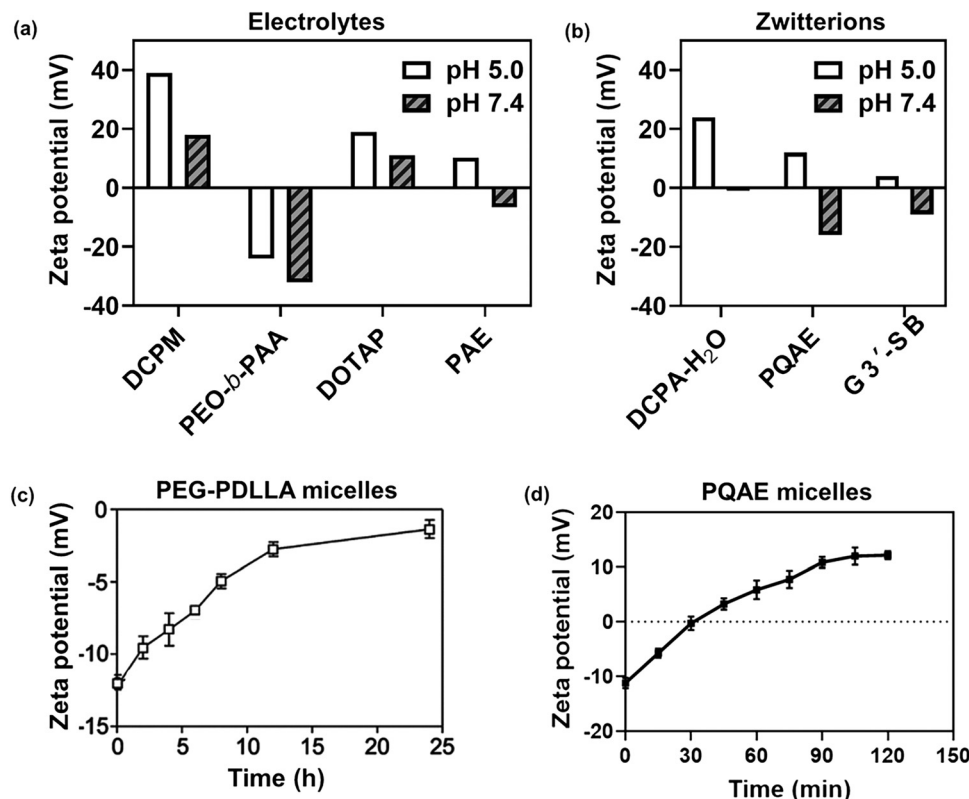 (a)
Electrolytes
Zeta potential (mV)
40
20
0
-20
-40
pH 5.0
pH 7.4
DCPM
PEO-b-PAA
DOTAP
PAE
(b)
Zwitterions
Zeta potential (mV)
40
20
0
-20
-40
pH 5.0
pH 7.4
DCPA-H₂O
PQAE
G 3′-S B
(c)
PEG-PDLLA micelles
Zeta potential (mV)
0
-5
-10
-15
0 5 10 15 20 25
Time (h)
(d)
PQAE micelles
Zeta potential (mV)
20
10
0
-10
-20
0 30 60 90 120 150
Time (min)